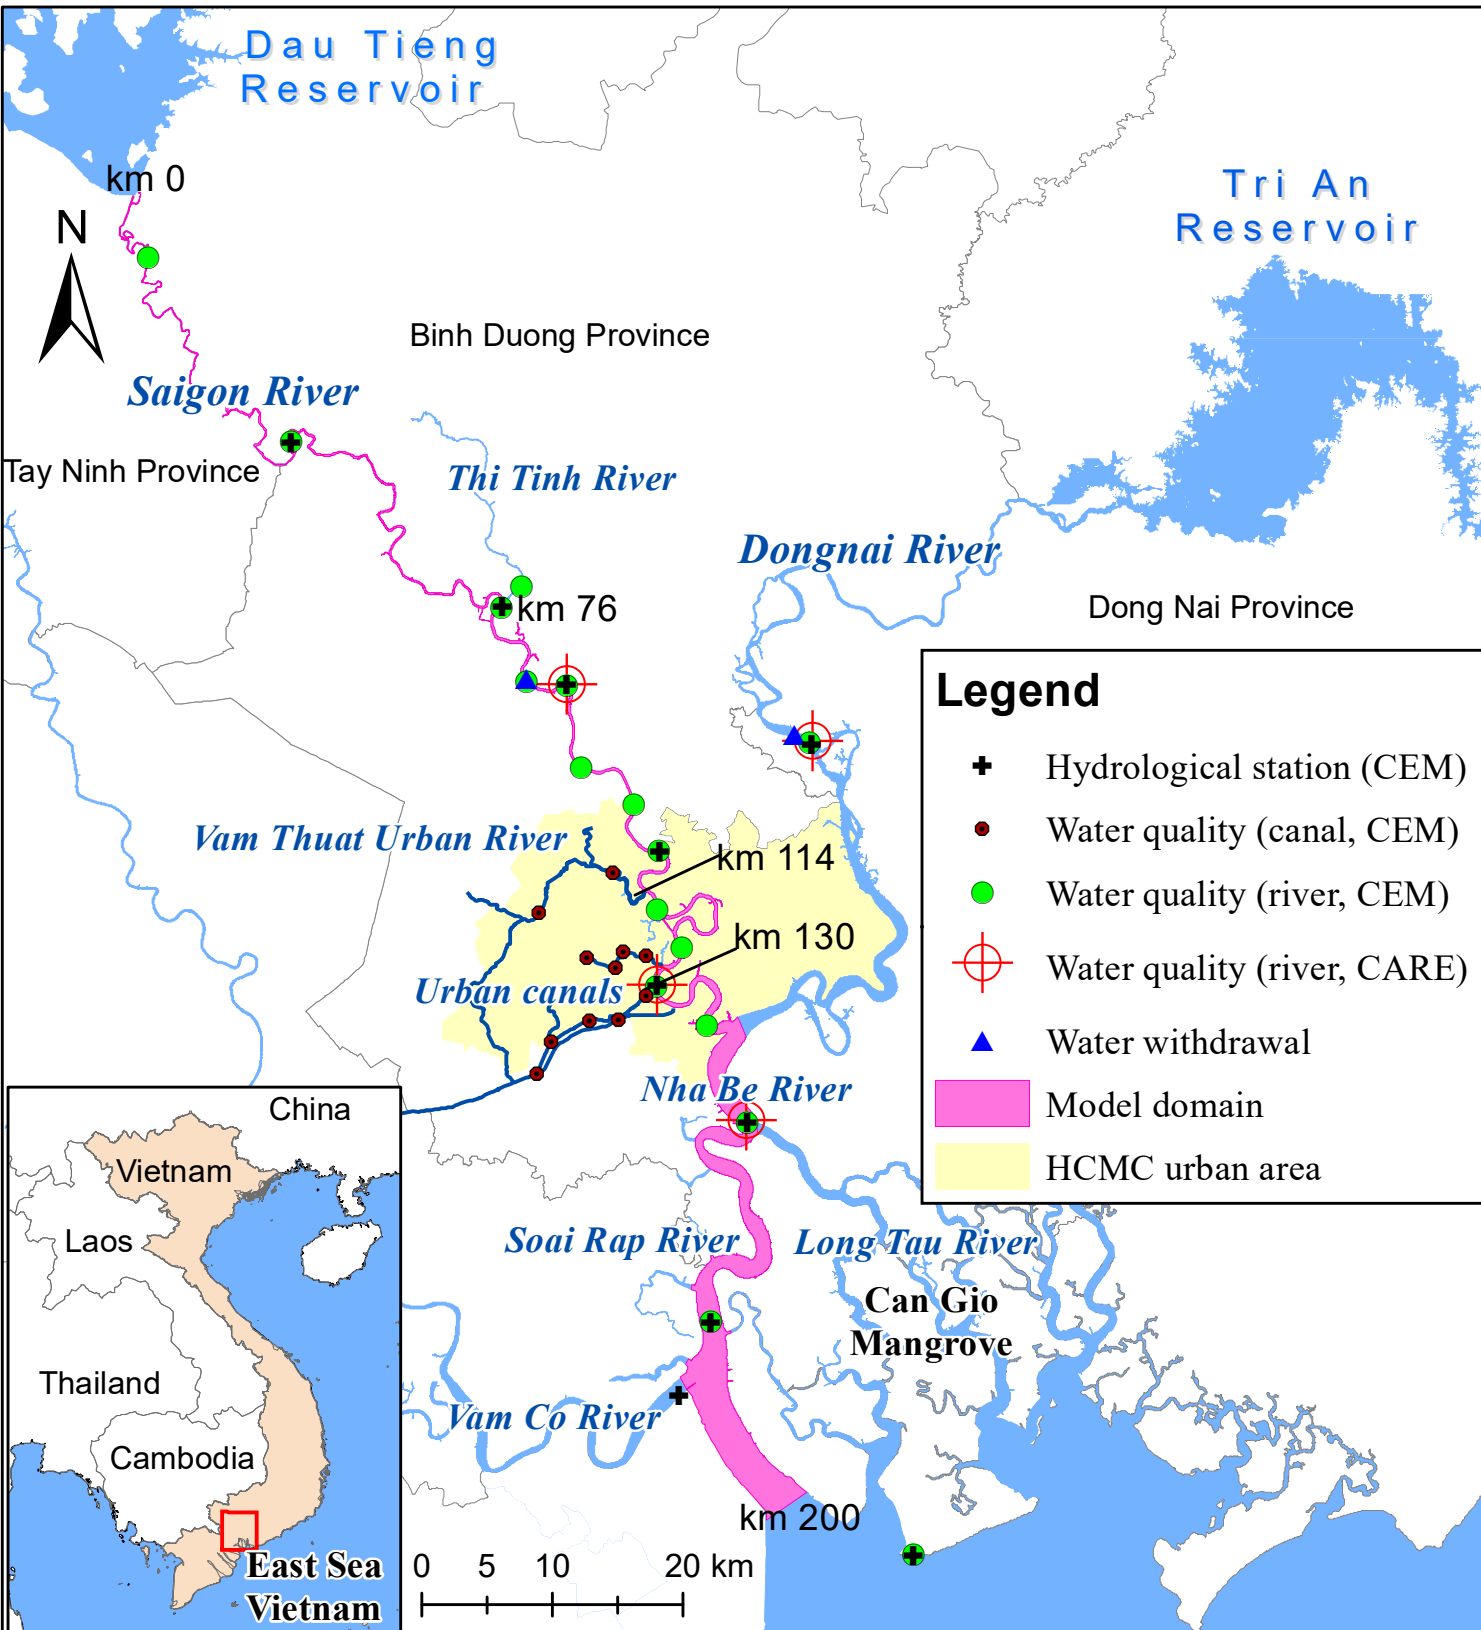 Dau Tieng
Reservoir
km 0
N
Tri An
Reservoir
Binh Duong Province
Saigon River
Tay Ninh Province
Thi Tinh River
Dongnai River
km 76
Dong Nai Province
Legend
Hydrological station (CEM)
Water quality (canal, CEM)
Water quality (river, CEM)
Water quality (river, CARE)
Water withdrawal
Model domain
HCMC urban area
Vam Thuat Urban River
km 114
km 130
Urban canals
Nha Be River
Soai Rap River
Long Tau River
Can Gio
Mangrove
Vam Co River
km 200
0 5 10 20 km
China
Vietnam
Laos
Thailand
Cambodia
East Sea
Vietnam